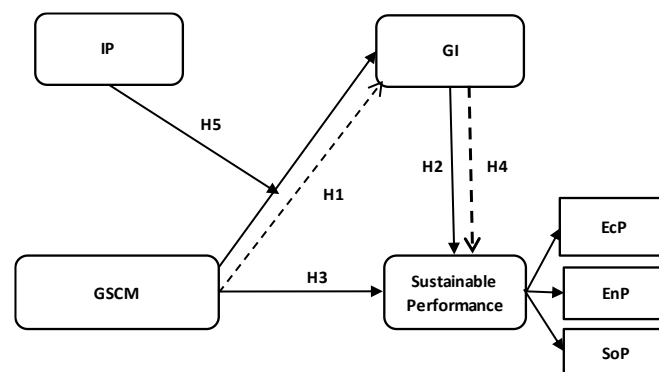 IP
GI
H5
H2
H4
H1
EcP
GSCM
H3
Sustainable
Performance
EnP
SoP